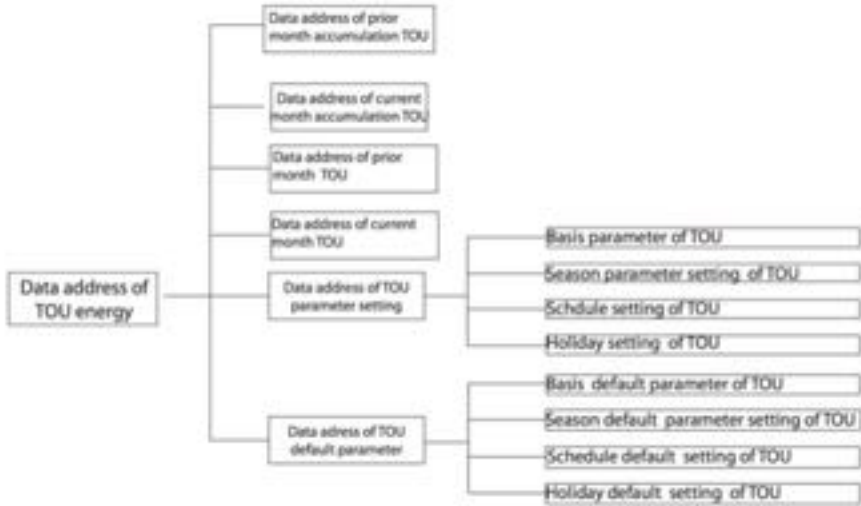 Data address of prior
month accumulation TOU
Data address of current
month accumulation TOU
Data address of prior
month TOU
Data address of current
month TOU
Data address of
TOU energy
Data address of TOU
parameter setting
Basis parameter of TOU
Season parameter setting of TOU
Schdule setting of TOU
Holiday setting of TOU
Data adress of TOU
default parameter
Basis default parameter of TOU
Season default parameter setting of TOU
Schedule default setting of TOU
Holiday default setting of TOU